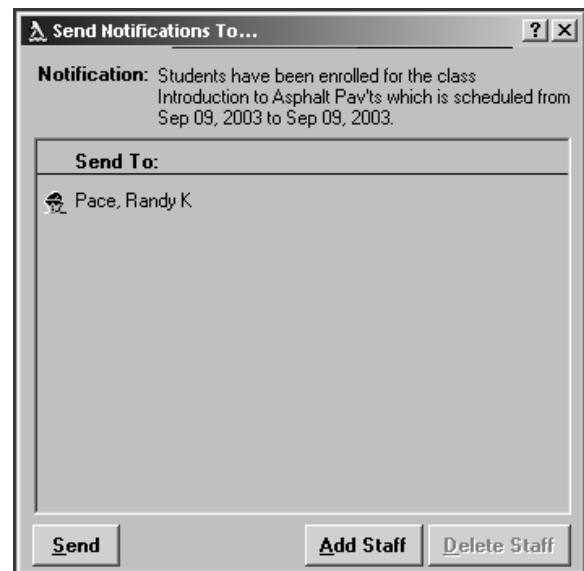 Send Notifications To...
Notification: Students have been enrolled for the class
Introduction to Asphalt Pav'ts which is scheduled from
Sep 09, 2003 to Sep 09, 2003.
Send To:
Pace, Randy K
Send Add Staff Delete Staff